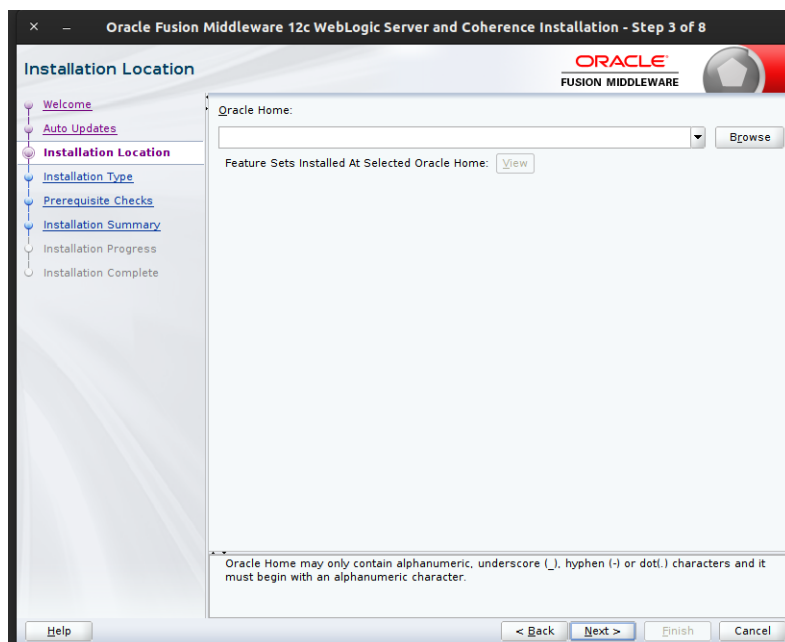 Oracle Fusion Middleware 12c WebLogic Server and Coherence Installation - Step 3 of 8
Installation Location
ORACLE
FUSION MIDDLEWARE
Welcome
Auto Updates
Installation Location
Installation Type
Prerequisite Checks
Installation Summary
Installation Progress
Installation Complete
Oracle Home:
Browse
Feature Sets Installed At Selected Oracle Home: View
Oracle Home may only contain alphanumeric, underscore (_), hyphen (-) or dot(.) characters and it
must begin with an alphanumeric character.
Help
< Back Next > Finish Cancel